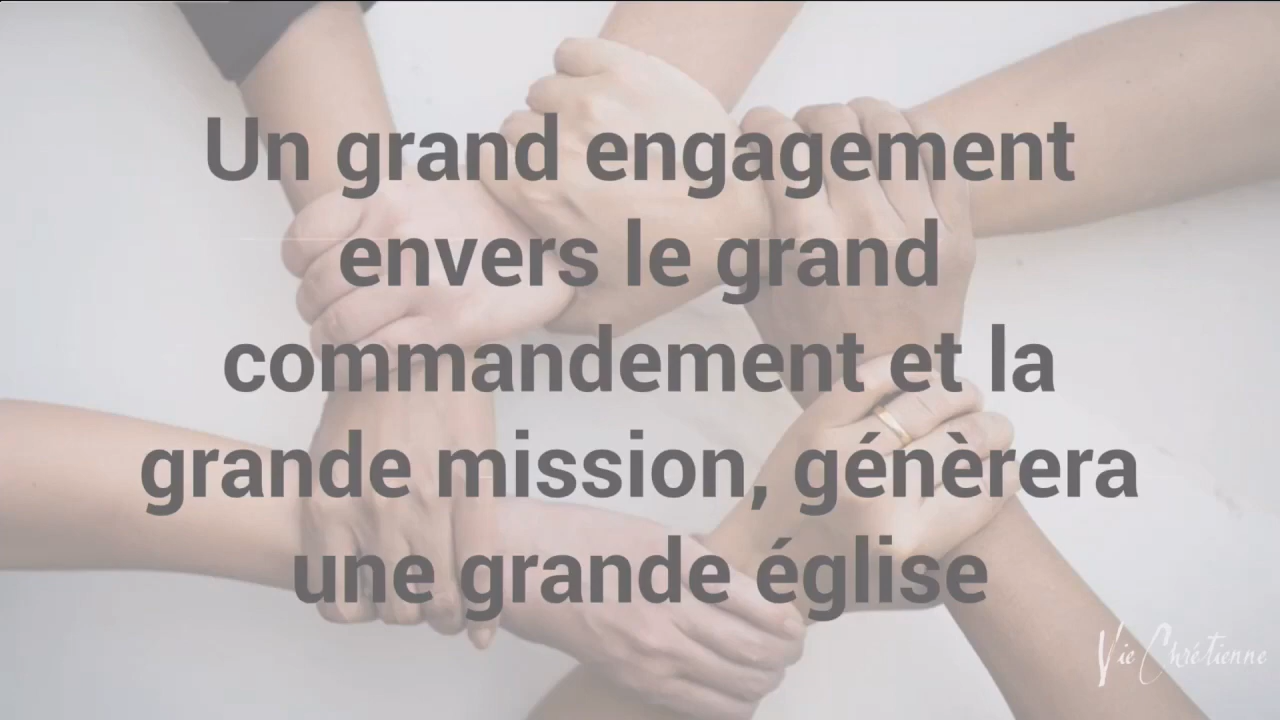 Un grand engagement
envers le grand
commandement et la
grande mission, génèrera
une grande église
Vie Chrétienne